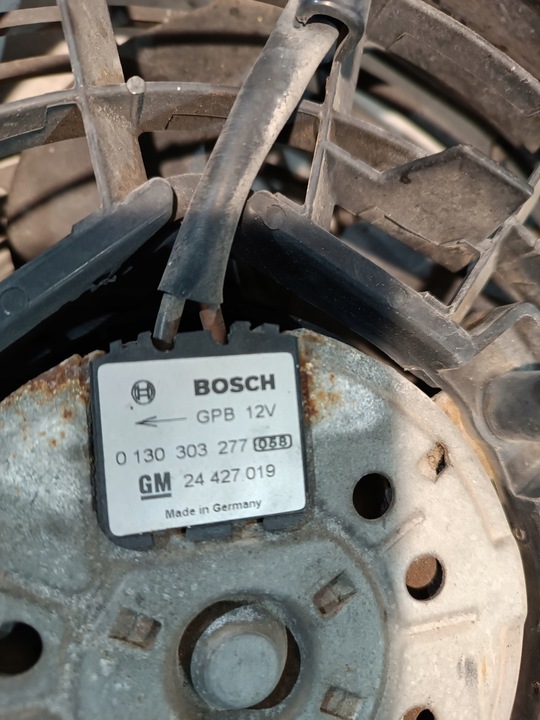 BOSCH
GPB 12V
0 130 303 277 058
GM 24 427.019
Made in Germany